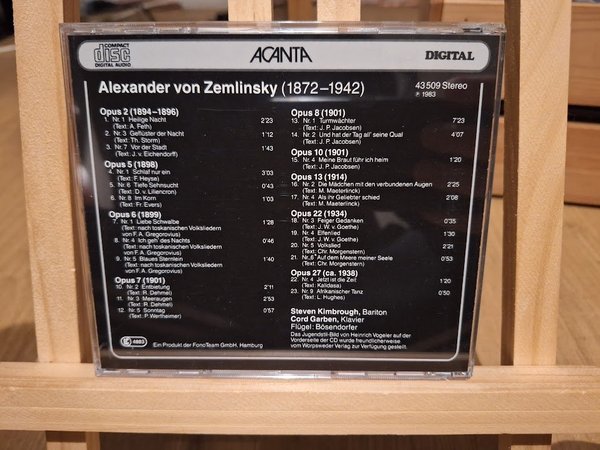 COMPACT
disc
DIGITAL AUDIO
ACANTA
DIGITAL
Alexander von Zemlinsky (1872–1942)
43 509 Stereo
℗ 1983
Opus 2 (1894–1896)
1. Nr. 1 Heilige Nacht 2'23
(Text: A. Feth)
2. Nr. 3 Geflüster der Nacht 1'12
(Text: Th. Storm)
3. Nr. 7 Vor der Stadt 1'43
(Text: J. v. Eichendorff)
Opus 5 (1898)
4. Nr. 1 Schlaf nur ein 3'03
(Text: P. Heyse)
5. Nr. 6 Tiefe Sehnsucht 0'43
(Text: D. v. Liliencron)
6. Nr. 8 Im Korn 1'03
(Text: Fr. Evers)
Opus 6 (1899)
7. Nr. 1 Liebe Schwalbe 1'28
(Text: nach toskanischen Volksliedern
von F. A. Gregorovius)
8. Nr. 4 Ich geh' des Nachts 0'46
(Text: nach toskanischen Volksliedern
von F. A. Gregorovius)
9. Nr. 5 Blaues Sternlein 1'40
(Text: nach toskanischen Volksliedern
von F. A. Gregorovius)
Opus 7 (1901)
10. Nr. 2 Entbietung 2'11
(Text: R. Dehmel)
11. Nr. 3 Meeraugen 2'53
(Text: R. Dehmel)
12. Nr. 5 Sonntag 0'57
(Text: P. Wertheimer)
LC 4883
Ein Produkt der FonoTeam GmbH, Hamburg
Opus 8 (1901)
13. Nr. 1 Turmwächter 7'23
(Text: J. P. Jacobsen)
14. Nr. 2 Und hat der Tag all' seine Qual 4'07
(Text: J. P. Jacobsen)
Opus 10 (1901)
15. Nr. 4 Meine Braut führ ich heim 1'20
(Text: J. P. Jacobsen)
Opus 13 (1914)
16. Nr. 2 Die Mädchen mit den verbundenen Augen 2'25
(Text: M. Maeterlinck)
17. Nr. 4 Als ihr Geliebter schied 2'08
(Text: M. Maeterlinck)
Opus 22 (1934)
18. Nr. 3 Feiger Gedanken 0'35
(Text: J. W. v. Goethe)
19. Nr. 4 Elfenlied 1'30
(Text: J. W. v. Goethe)
20. Nr. 5 Volkslied 2'21
(Text: Chr. Morgenstern)
21. Nr. 6 Auf dem Meere meiner Seele 0'53
(Text: Chr. Morgenstern)
Opus 27 (ca. 1938)
22. Nr. 4 Jetzt ist die Zeit 1'20
(Text: Kalidasa)
23. Nr. 9 Afrikanischer Tanz 0'50
(Text: L. Hughes)
Steven Kimbrough, Bariton
Cord Garben, Klavier
Flügel: Bösendorfer
Das Jugendstil-Bild von Heinrich Vogeler auf der
Vorderseite der CD wurde freundlicherweise
vom Worpsweder Verlag zur Verfügung gestellt.